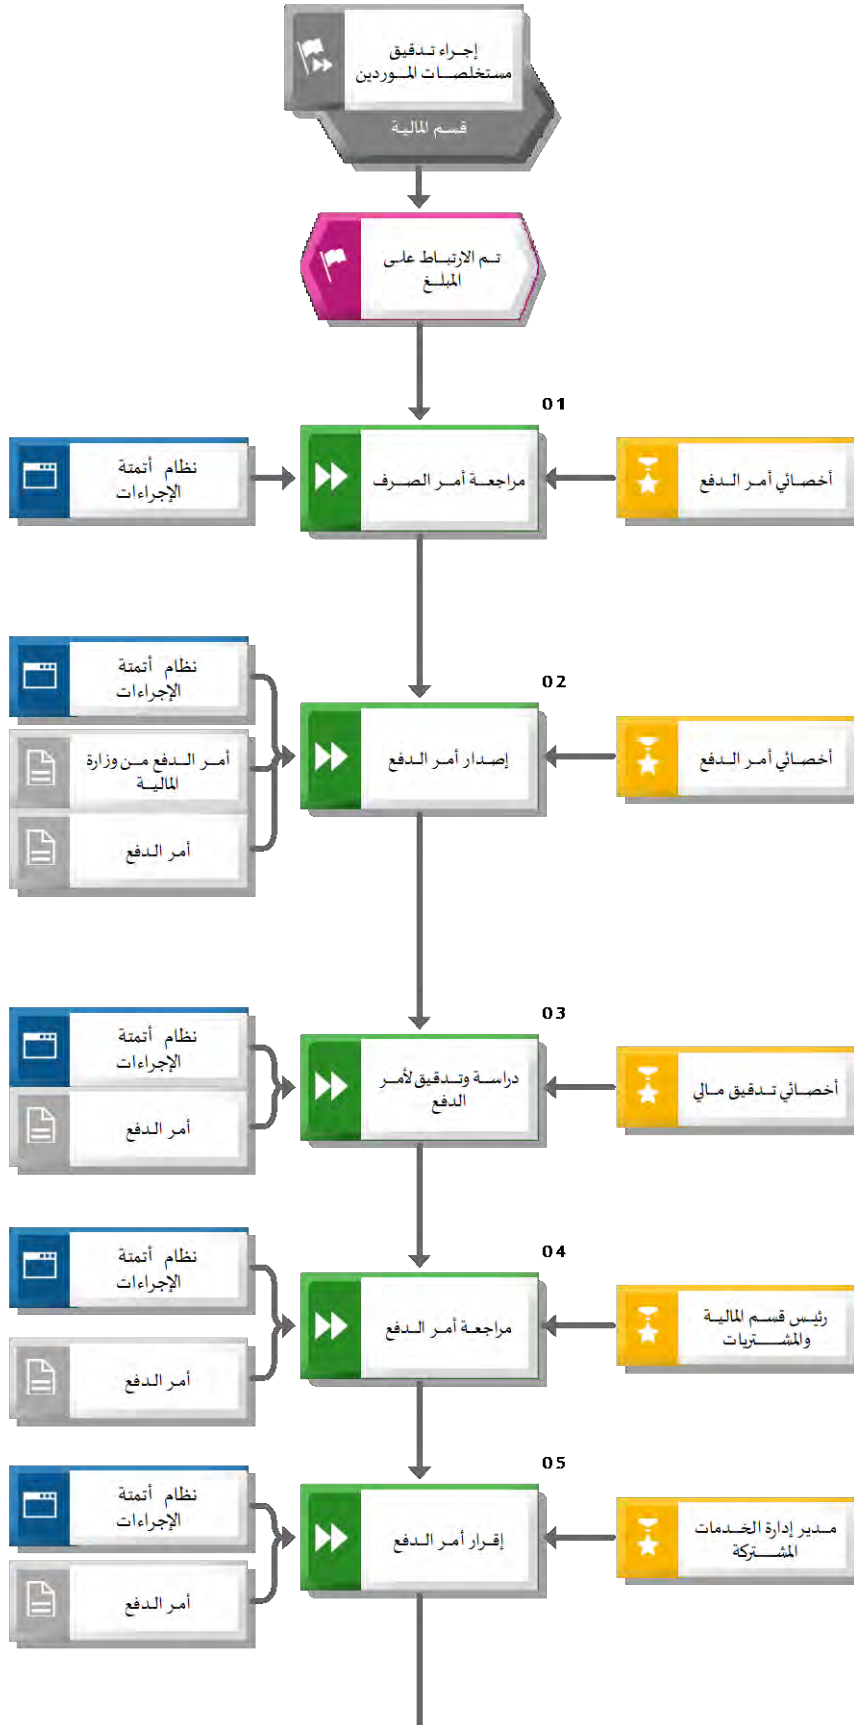 إجراء تدقيق
مستخلصات الموردين
قسم المالية
تم الارتباط على
المبلغ
01
أخصائي أمر الدفع
مراجعة أمر الصرف
نظام أتمتة
الإجراءات
02
أخصائي أمر الدفع
إصدار أمر الدفع
نظام أتمتة
الإجراءات
أمر الدفع من وزارة
المالية
أمر الدفع
03
أخصائي تدقيق مالي
دراسة وتدقيق لأمر
الدفع
نظام أتمتة
الإجراءات
أمر الدفع
04
رئيس قسم المالية
والمشتريات
مراجعة أمر الدفع
نظام أتمتة
الإجراءات
أمر الدفع
05
مدير إدارة الخدمات
المشتركة
إقرار أمر الدفع
نظام أتمتة
الإجراءات
أمر الدفع